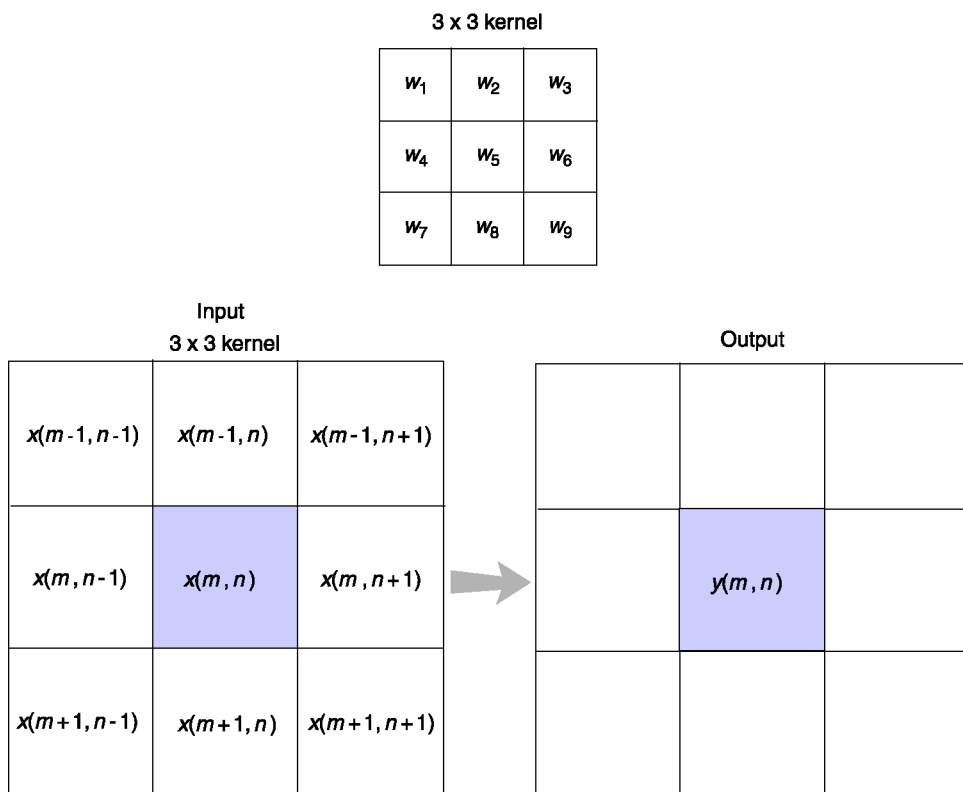 3 x 3 kernel
w₁ w₂ w₃
w₄ w₅ w₆
w₇ w₈ w₉
Input
3 x 3 kernel
Output
x(m-1, n-1) x(m-1, n) x(m-1, n+1)
x(m, n-1) x(m, n) x(m, n+1) y(m, n)
x(m+1, n-1) x(m+1, n) x(m+1, n+1)